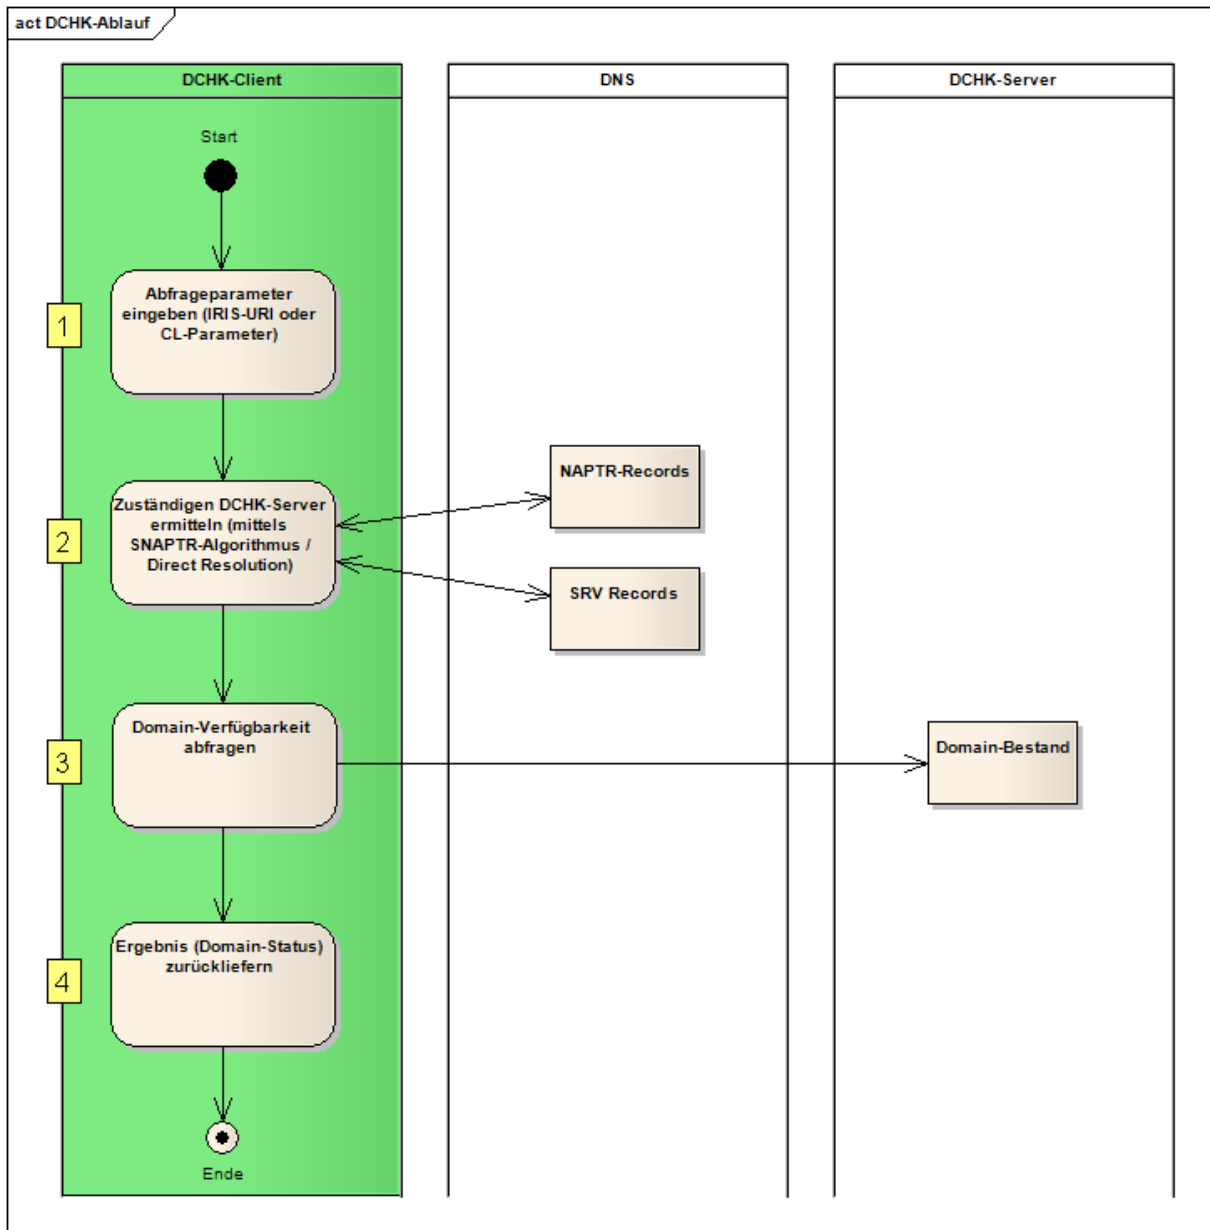 act DCHK-Ablauf
DCHK-Client
DNS
DCHK-Server
Start
1
Abfrageparameter
eingeben (IRIS-URI oder
CL-Parameter)
2
Zuständigen DCHK-Server
ermitteln (mittels
SNAPTR-Algorithmus /
Direct Resolution)
NAPTR-Records
SRV Records
3
Domain-Verfügbarkeit
abfragen
Domain-Bestand
4
Ergebnis (Domain-Status)
zurückliefern
Ende